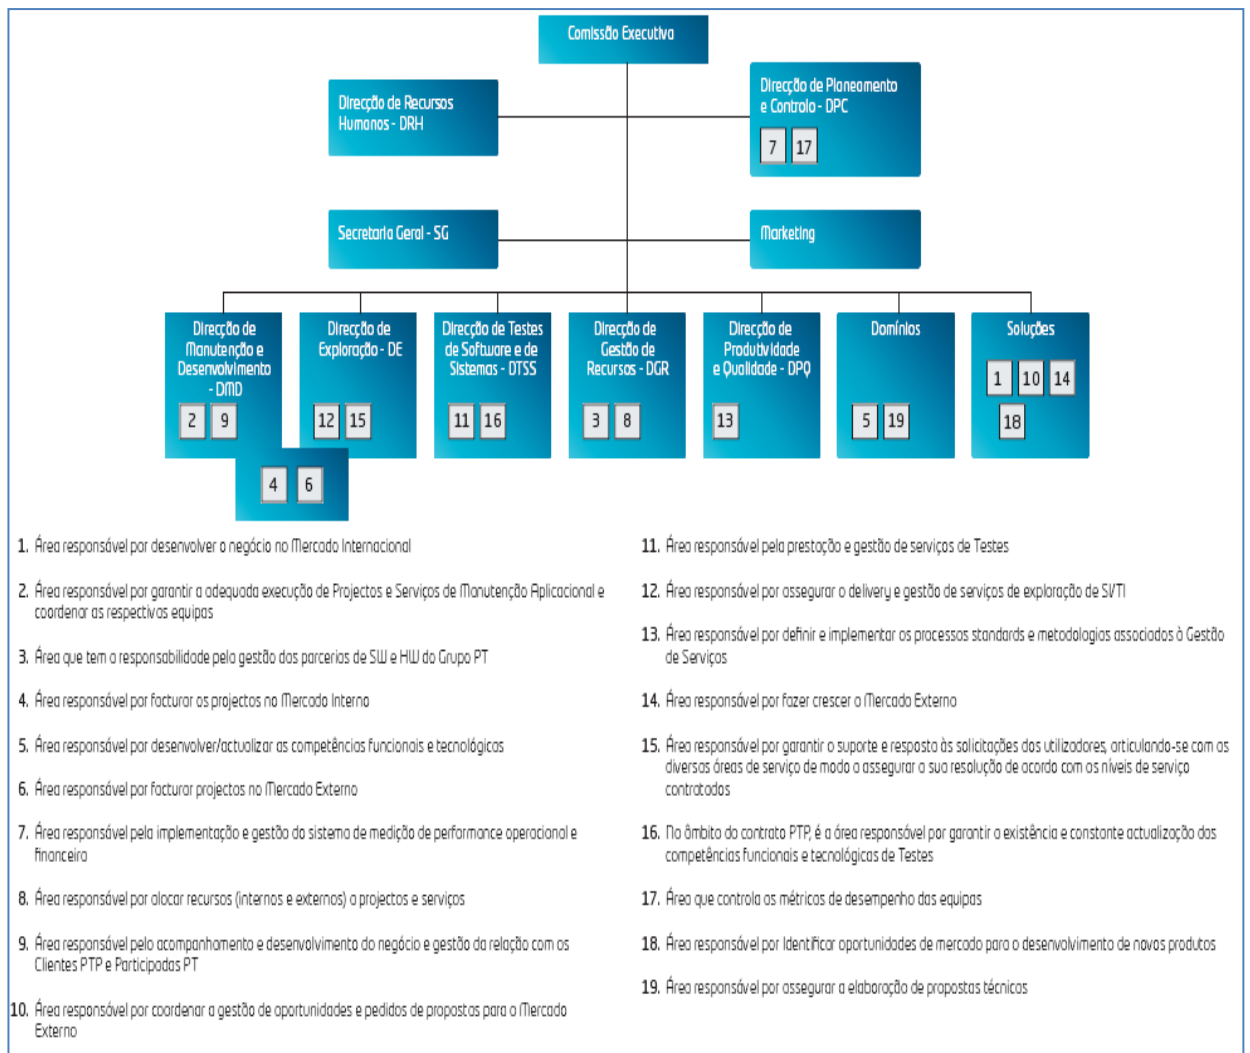 Comissão Executiva
Direcção de Recursos
Humanos - DRH
Direcção de Planeamento
e Controlo - DPC
7 17
Secretaria Geral - SG
Marketing
Direcção de
Manutenção e
Desenvolvimento
- DMD
2 9
4 6
Direcção de
Exploração - DE
12 15
Direcção de Testes
de Software e de
Sistemas - DTSS
11 16
Direcção de
Gestão de
Recursos - DGR
3 8
Direcção de
Produtividade
e Qualidade - DPQ
13
Domínios
5 19
Soluções
1 10 14
18
1. Área responsável por desenvolver o negócio no Mercado Internacional
2. Área responsável por garantir a adequada execução de Projectos e Serviços de Manutenção Aplicacional e
coordenar as respectivas equipas
3. Área que tem a responsabilidade pela gestão das parcerias de SW e HW do Grupo PT
4. Área responsável por facturar os projectos no Mercado Interno
5. Área responsável por desenvolver/actualizar as competências funcionais e tecnológicas
6. Área responsável por facturar projectos no Mercado Externo
7. Área responsável pela implementação e gestão do sistema de medição de performance operacional e
financeira
8. Área responsável por alocar recursos (internos e externos) a projectos e serviços
9. Área responsável pelo acompanhamento e desenvolvimento do negócio e gestão da relação com os
Clientes PTP e Participadas PT
10. Área responsável por coordenar a gestão de oportunidades e pedidos de propostas para o Mercado
Externo
11. Área responsável pela prestação e gestão de serviços de Testes
12. Área responsável por assegurar o delivery e gestão de serviços de exploração de SI/TI
13. Área responsável por definir e implementar os processos standards e metodologias associados à Gestão
de Serviços
14. Área responsável por fazer crescer o Mercado Externo
15. Área responsável por garantir o suporte e resposta às solicitações dos utilizadores, articulando-se com as
diversas áreas de serviço de modo a assegurar a sua resolução de acordo com os níveis de serviço
contratados
16. No âmbito do contrato PTP, é a área responsável por garantir a existência e constante actualização das
competências funcionais e tecnológicas de Testes
17. Área que controla as métricas de desempenho das equipas
18. Área responsável por Identificar oportunidades de mercado para o desenvolvimento de novos produtos
19. Área responsável por assegurar a elaboração de propostas técnicas